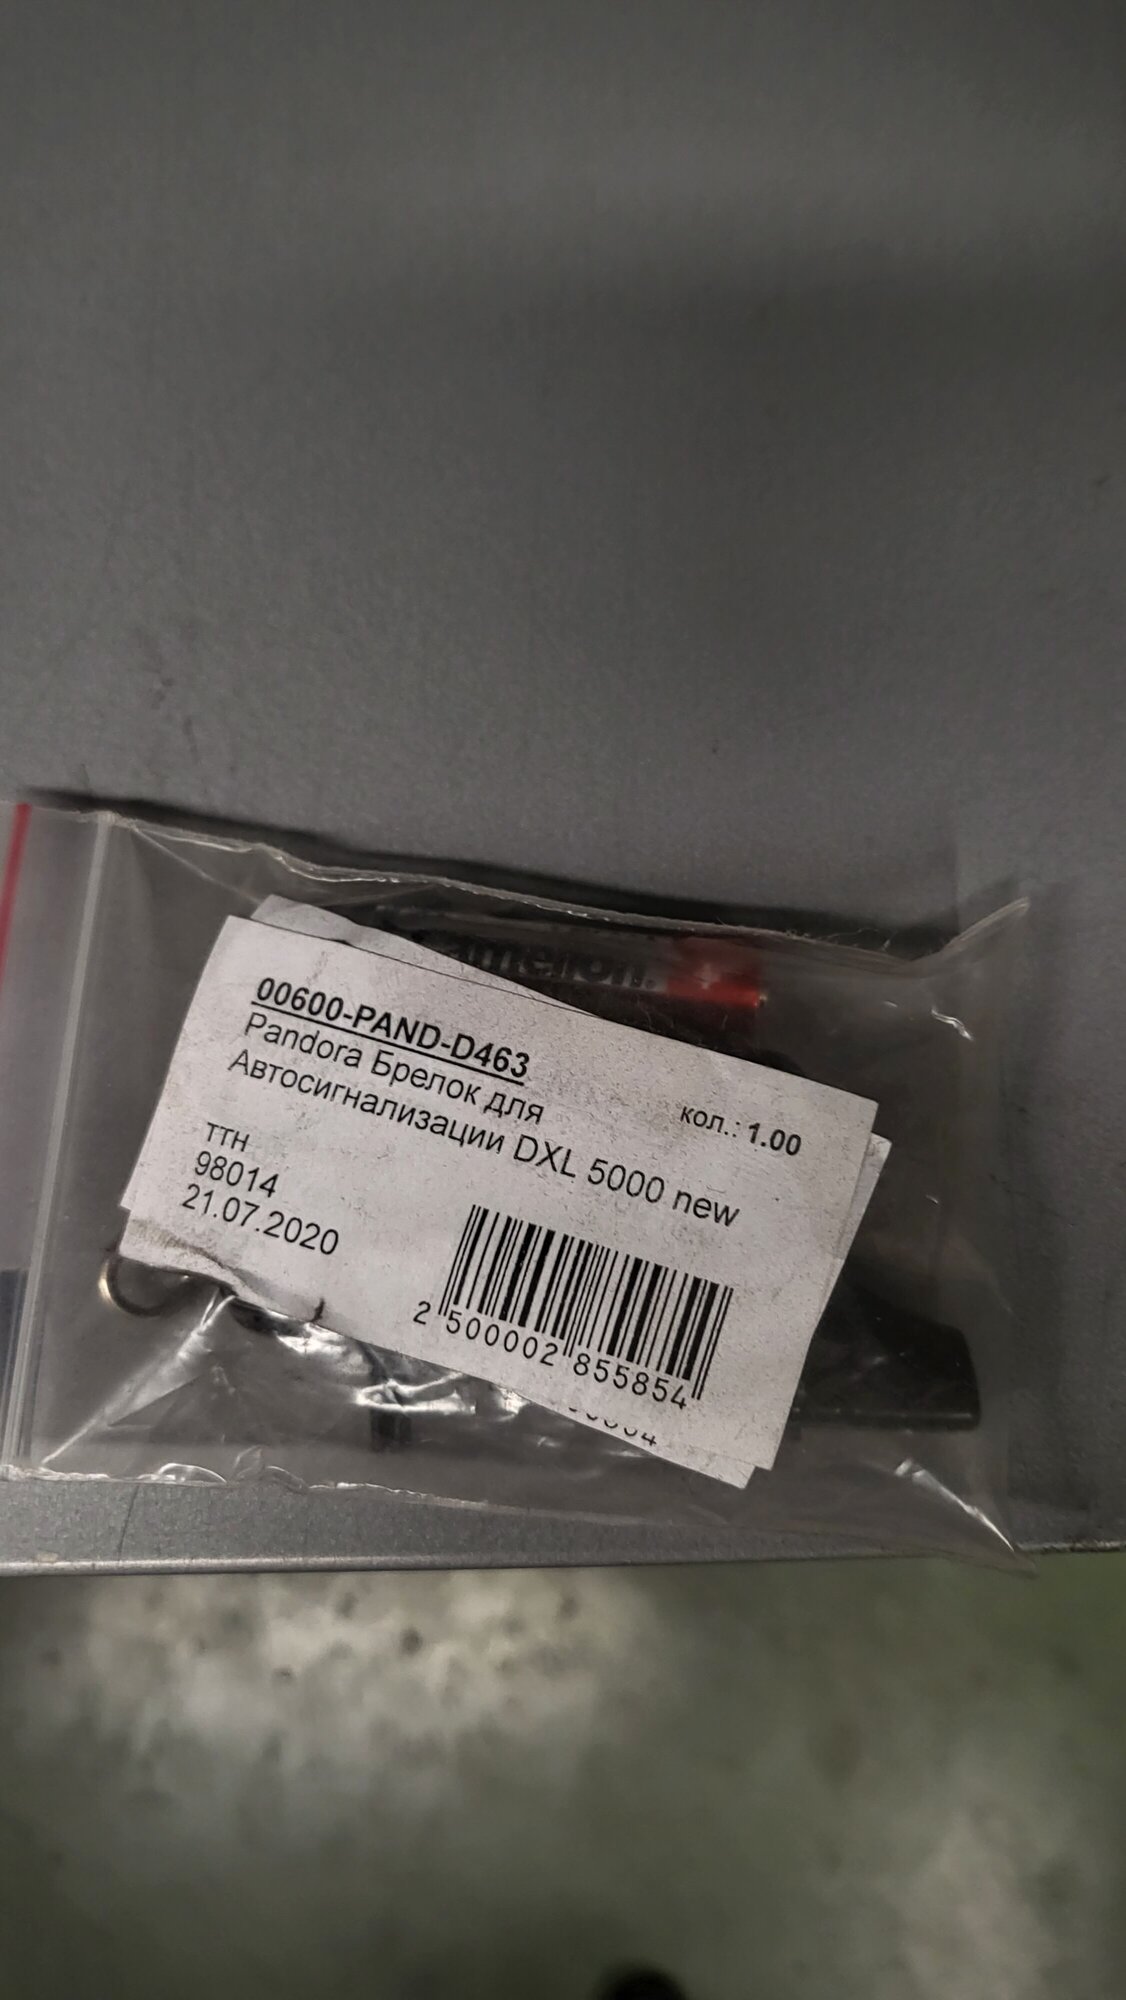 amelion.
00600-PAND-D463
Pandora Брелок для
Автосигнализации DXL 5000 new
кол.: 1.00
ТТН
98014
21.07.2020
2 500002 855854